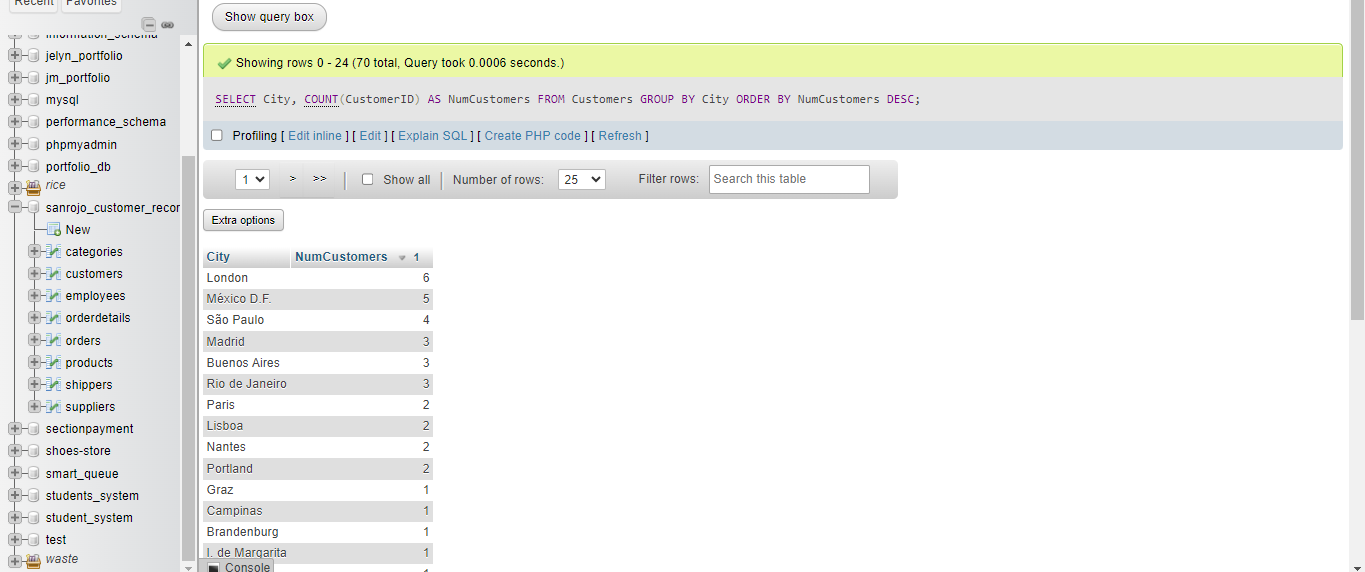 Recent Favorites
information_schema
jelyn_portfolio
jm_portfolio
mysql
performance_schema
phpmyadmin
portfolio_db
rice
sanrojo_customer_recor
New
categories
customers
employees
orderdetails
orders
products
shippers
suppliers
sectionpayment
shoes-store
smart_queue
students_system
student_system
test
waste
Show query box
Showing rows 0 - 24 (70 total, Query took 0.0006 seconds.)
SELECT City, COUNT(CustomerID) AS NumCustomers FROM Customers GROUP BY City ORDER BY NumCustomers DESC;
Profiling [ Edit inline ] [ Edit ] [ Explain SQL ] [ Create PHP code ] [ Refresh ]
1 > >> Show all Number of rows: 25 Filter rows: Search this table
Extra options
City NumCustomers 1
London 6
México D.F. 5
São Paulo 4
Madrid 3
Buenos Aires 3
Rio de Janeiro 3
Paris 2
Lisboa 2
Nantes 2
Portland 2
Graz 1
Campinas 1
Brandenburg 1
I. de Margarita 1
Console